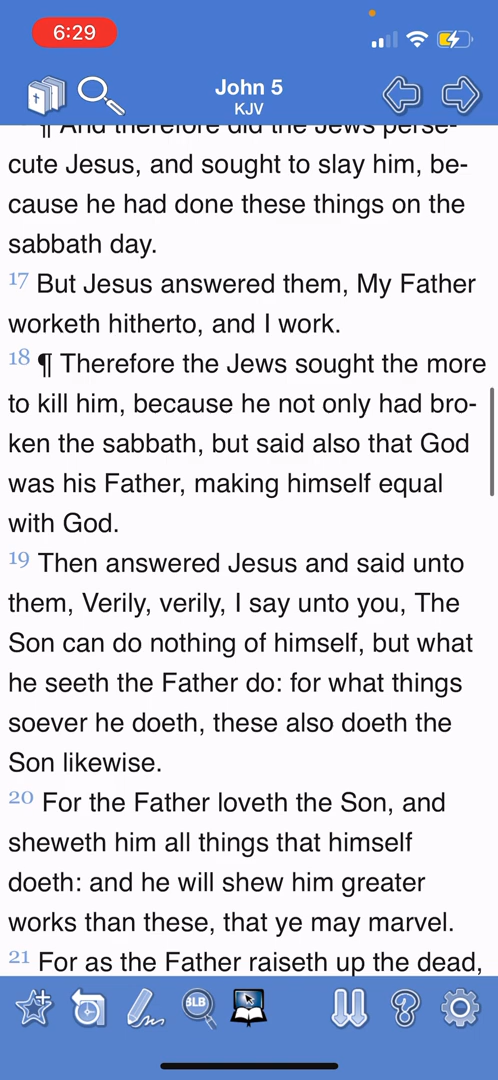 6:29
John 5
KJV
¶ And therefore did the Jews perse-
cute Jesus, and sought to slay him, be-
cause he had done these things on the
sabbath day.
17 But Jesus answered them, My Father
worketh hitherto, and I work.
18 ¶ Therefore the Jews sought the more
to kill him, because he not only had bro-
ken the sabbath, but said also that God
was his Father, making himself equal
with God.
19 Then answered Jesus and said unto
them, Verily, verily, I say unto you, The
Son can do nothing of himself, but what
he seeth the Father do: for what things
soever he doeth, these also doeth the
Son likewise.
20 For the Father loveth the Son, and
sheweth him all things that himself
doeth: and he will shew him greater
works than these, that ye may marvel.
21 For as the Father raiseth up the dead,
BLB